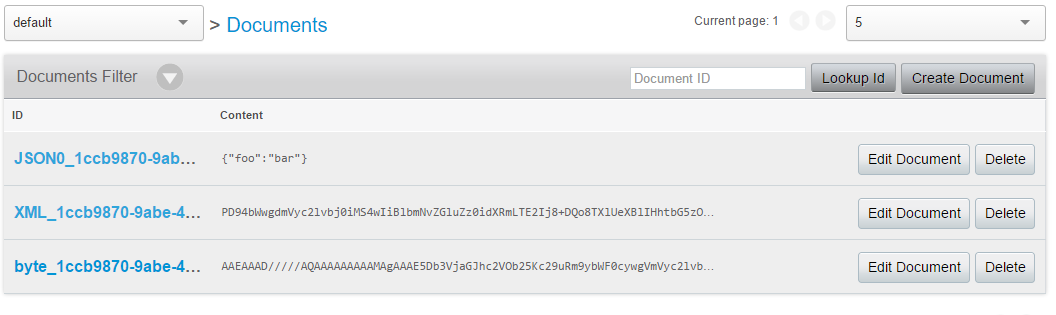 default > Documents Current page: 1 5
Documents Filter Document ID Lookup Id Create Document
ID Content
JSON0_1ccb9870-9ab... {"foo":"bar"} Edit Document Delete
XML_1ccb9870-9abe-4... PD94bWwgdmVyc2lvbj0iMS4wIiBlbmNvZGluZz0idXRmLTE2Ij8+DQo8TXlUeXBlIHhtbG5zO... Edit Document Delete
byte_1ccb9870-9abe-4... AAEAAAD/////AQAAAAAAAAAMAgAAAE5Db3VjaGJhc2VOb25Kc29uRm9ybWF0cywgVmVyc2lvb... Edit Document Delete